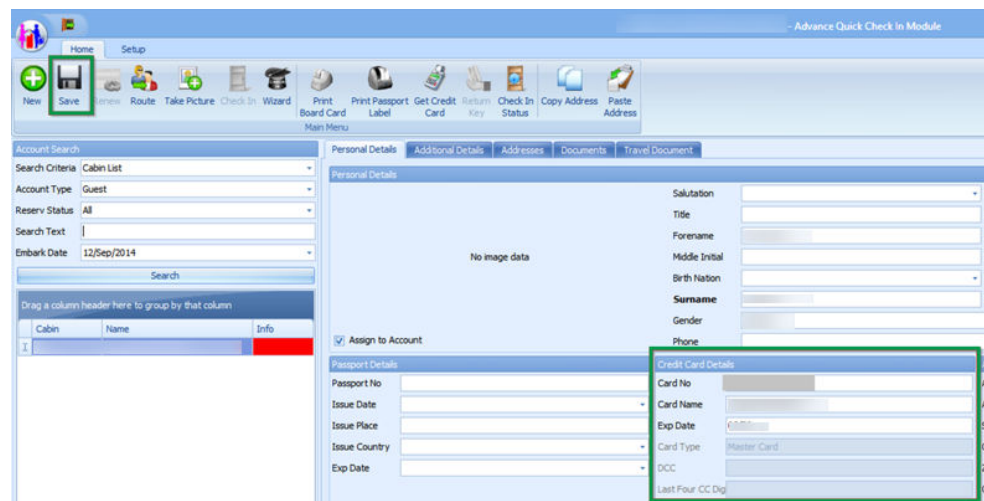 - Advance Quick Check In Module
Home Setup
New Save Renew Route Take Picture Check In Wizard Print Board Card Print Passport Label Get Credit Card Return Key Check In Status Copy Address Paste Address
Main Menu
Account Search
Search Criteria Cabin List
Account Type Guest
Reserv Status All
Search Text
Embark Date 12/Sep/2014
Search
Drag a column header here to group by that column
Cabin Name Info
Personal Details Additional Details Addresses Documents Travel Document
Personal Details
No image data
Assign to Account
Salutation
Title
Forename
Middle Initial
Birth Nation
Surname
Gender
Phone
Passport Details
Passport No
Issue Date
Issue Place
Issue Country
Exp Date
Credit Card Details
Card No
Card Name
Exp Date
Card Type Master Card
DCC
Last Four CC Dig